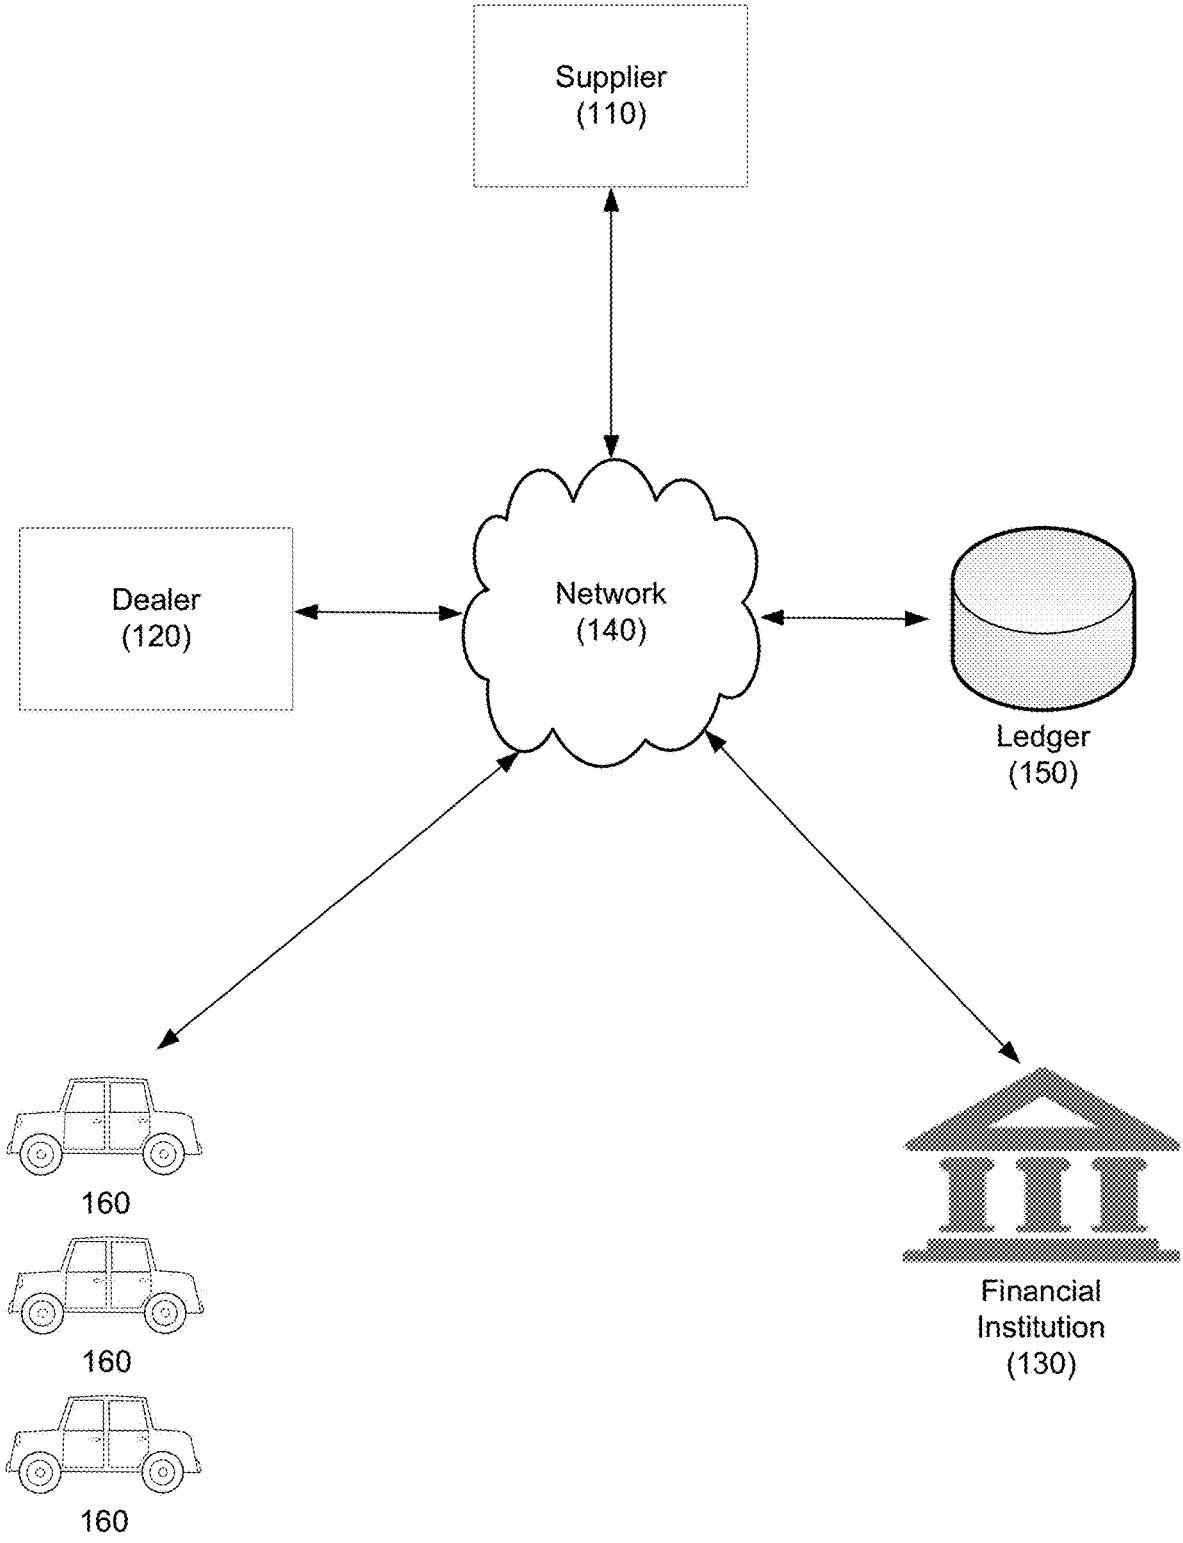 Supplier
(110)
Dealer
(120)
Network
(140)
Ledger
(150)
160
160
160
Financial
Institution
(130)